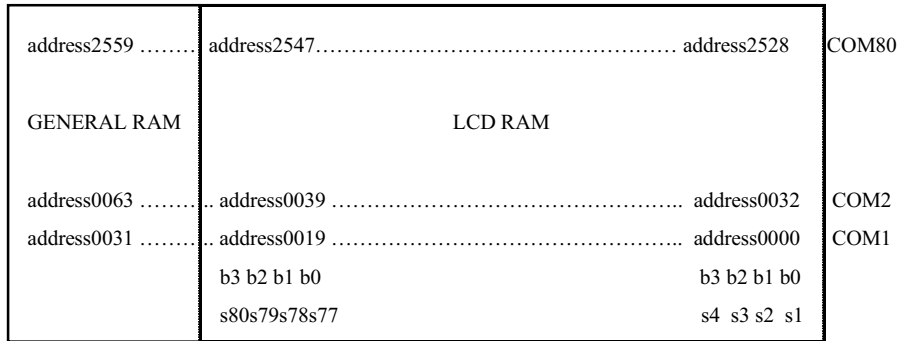 address2559 ……… address2547…………………………………………… address2528 COM80
GENERAL RAM LCD RAM
address0063 ………... address0039 ………………………………………….. address0032 COM2
address0031 ………... address0019 ………………………………………….. address0000 COM1
b3 b2 b1 b0 b3 b2 b1 b0
s80s79s78s77 s4 s3 s2 s1